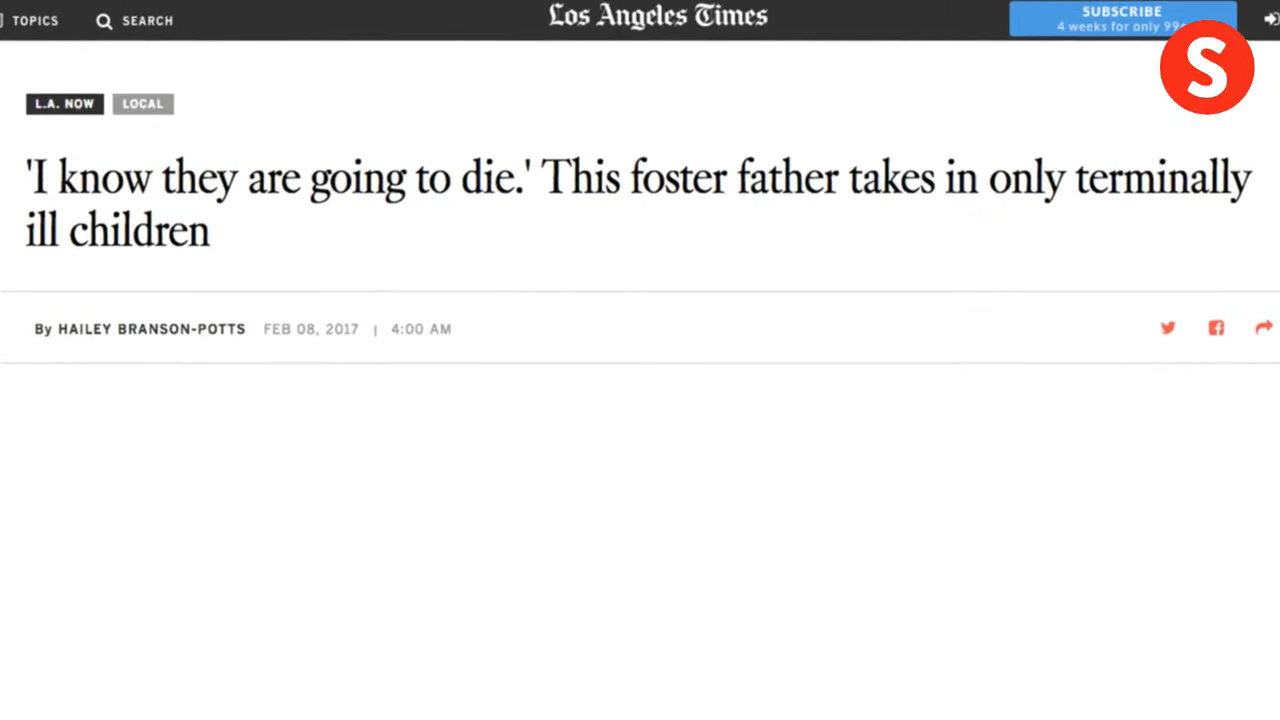 TOPICS
SEARCH
Los Angeles Times
SUBSCRIBE
4 weeks for only 99¢
S
L.A. NOW
LOCAL
'I know they are going to die.' This foster father takes in only terminally
ill children
By HAILEY BRANSON-POTTS FEB 08, 2017 | 4:00 AM